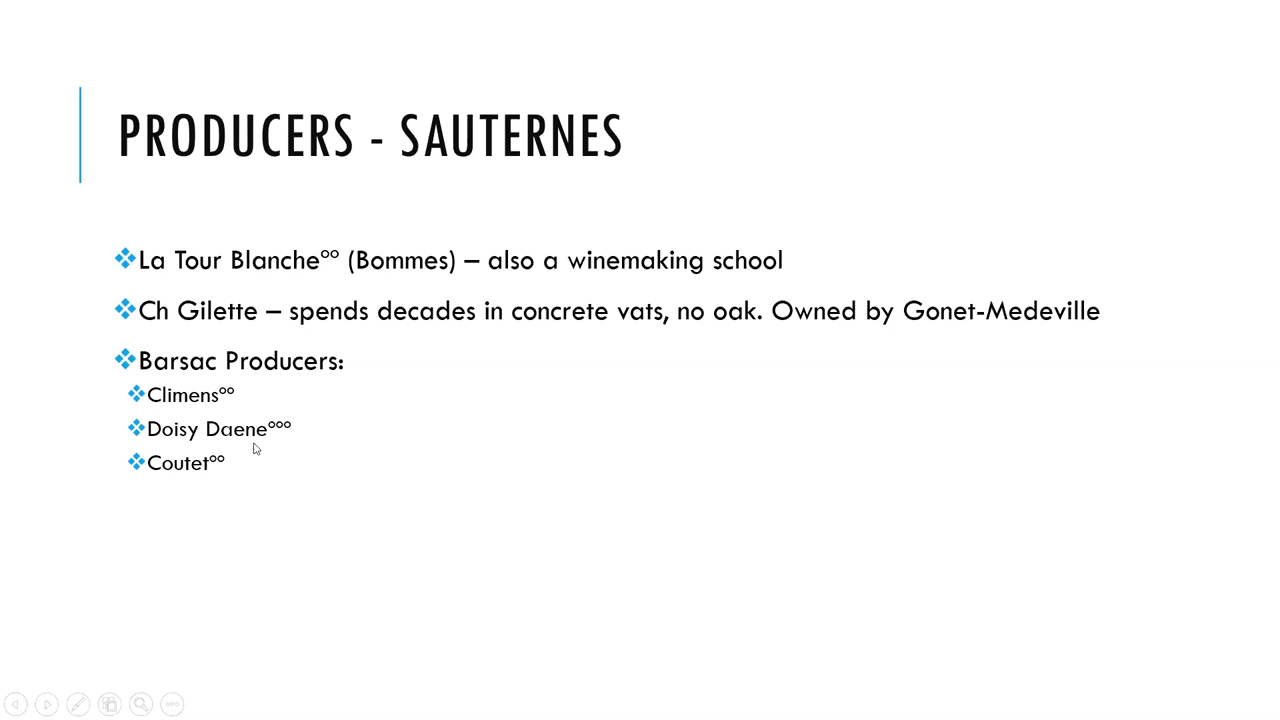 PRODUCERS - SAUTERNES
La Tour Blanche°° (Bommes) – also a winemaking school
Ch Gilette – spends decades in concrete vats, no oak. Owned by Gonet-Medeville
Barsac Producers:
Climens°°
Doisy Daene°°°
Coutet°°